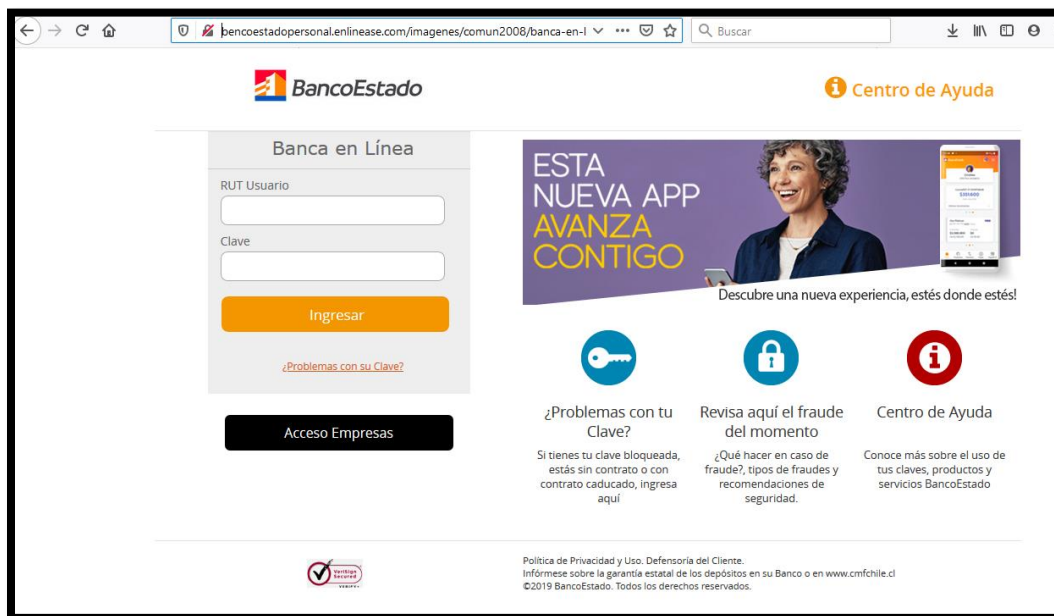 bencoestadopersonal.enlinease.com/imagenes/comun2008/banca-en-l
Buscar
BancoEstado
Centro de Ayuda
Banca en Línea
RUT Usuario
Clave
Ingresar
¿Problemas con su Clave?
Acceso Empresas
ESTA
NUEVA APP
AVANZA
CONTIGO
Descubre una nueva experiencia, estés donde estés!
¿Problemas con tu
Clave?
Si tienes tu clave bloqueada,
estás sin contrato o con
contrato caducado, ingresa
aquí
Revisa aquí el fraude
del momento
¿Qué hacer en caso de
fraude?, tipos de fraudes y
recomendaciones de
seguridad.
Centro de Ayuda
Conoce más sobre el uso de
tus claves, productos y
servicios BancoEstado
VeriSign
Secured
VERIFY
Política de Privacidad y Uso. Defensoría del Cliente.
Infórmese sobre la garantía estatal de los depósitos en su Banco o en www.cmfchile.cl
©2019 BancoEstado. Todos los derechos reservados.